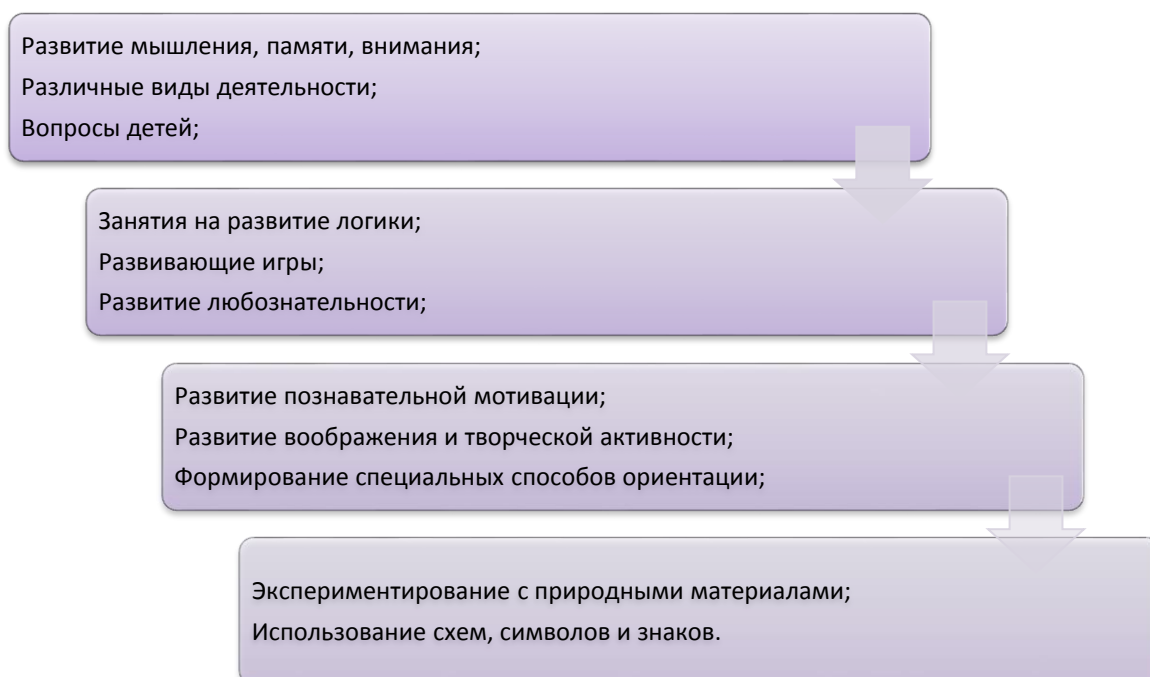 Развитие мышления, памяти, внимания;
Различные виды деятельности;
Вопросы детей;
Занятия на развитие логики;
Развивающие игры;
Развитие любознательности;
Развитие познавательной мотивации;
Развитие воображения и творческой активности;
Формирование специальных способов ориентации;
Экспериментирование с природными материалами;
Использование схем, символов и знаков.